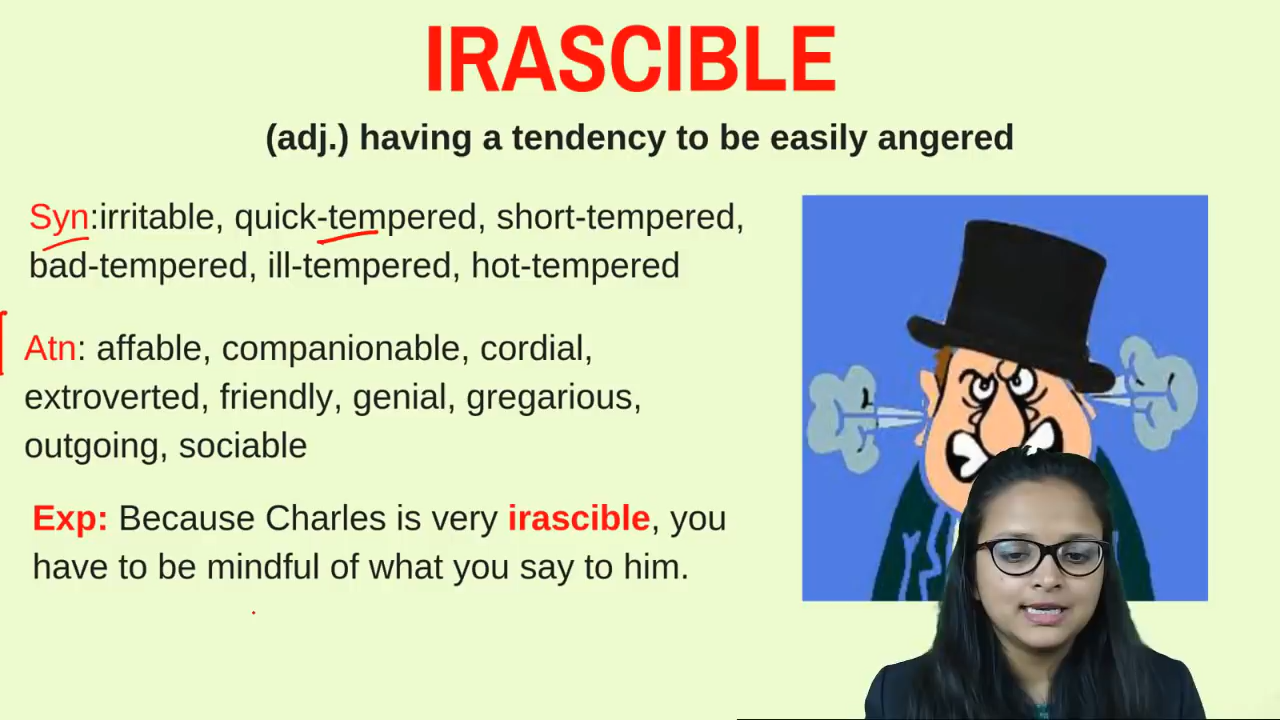 IRASCIBLE
(adj.) having a tendency to be easily angered
Syn:irritable, quick-tempered, short-tempered,
bad-tempered, ill-tempered, hot-tempered
Atn: affable, companionable, cordial,
extroverted, friendly, genial, gregarious,
outgoing, sociable
Exp: Because Charles is very irascible, you
have to be mindful of what you say to him.